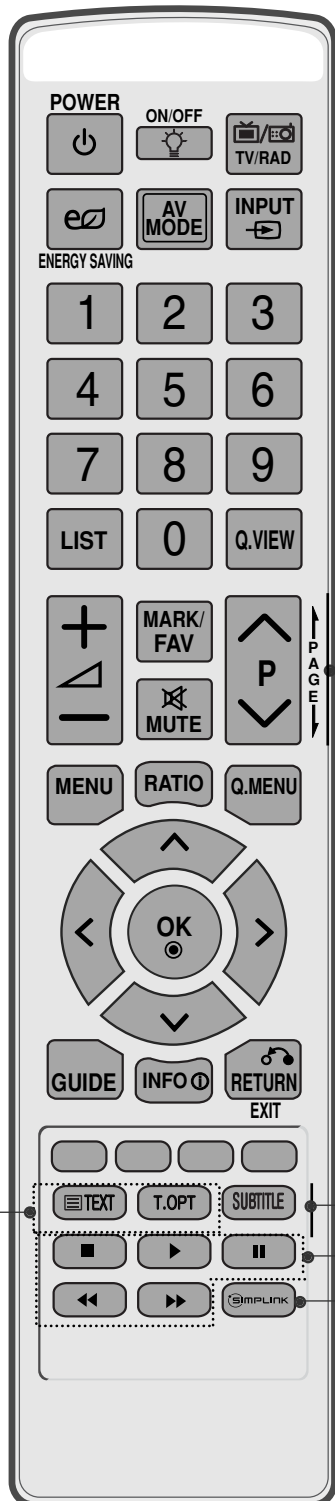 POWER
ON/OFF
TV/RAD
e
AV
MODE
INPUT
ENERGY SAVING
1 2 3
4 5 6
7 8 9
LIST 0 Q.VIEW
MARK/
FAV
P
MUTE
PAGE
MENU RATIO Q.MENU
OK
GUIDE INFO i RETURN
EXIT
TEXT T.OPT SUBTITLE
SIMPLINK